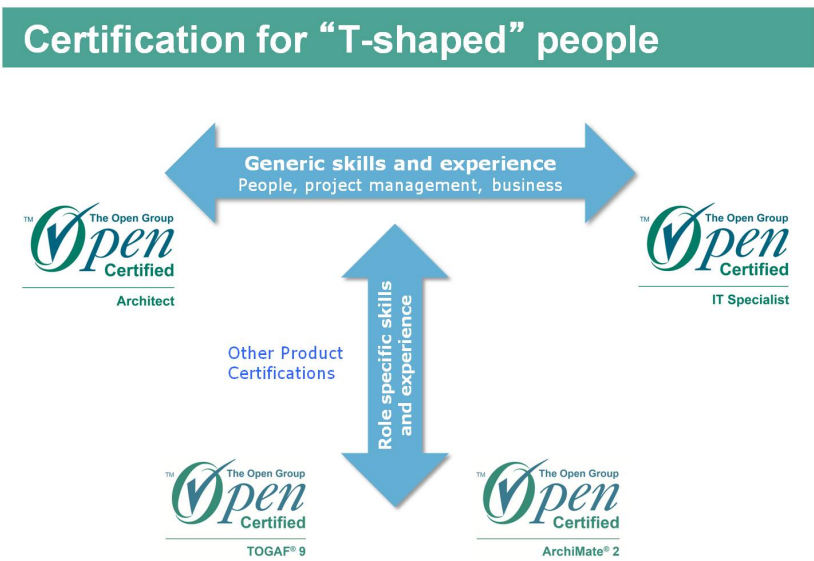 Certification for “T-shaped” people
Generic skills and experience
People, project management, business
TM
The Open Group
Open
Certified
Architect
TM
The Open Group
Open
Certified
IT Specialist
Role specific skills
and experience
Other Product
Certifications
TM
The Open Group
Open
Certified
TOGAF® 9
TM
The Open Group
Open
Certified
ArchiMate® 2